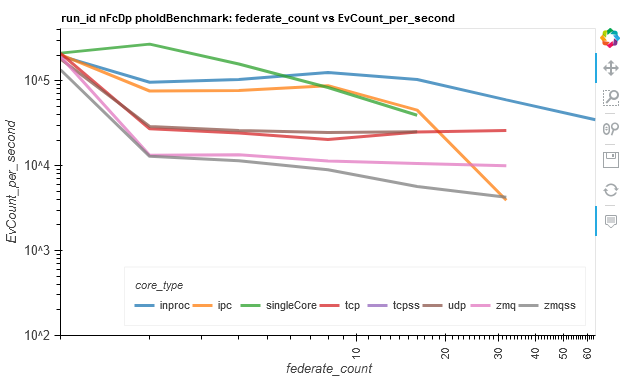 run_id nFcDp pholdBenchmark: federate_count vs EvCount_per_second
EvCount_per_second
10^5
10^4
10^3
10^2
core_type
inproc ipc singleCore tcp tcpss udp zmq zmqss
10 20 30 40 50 60
federate_count